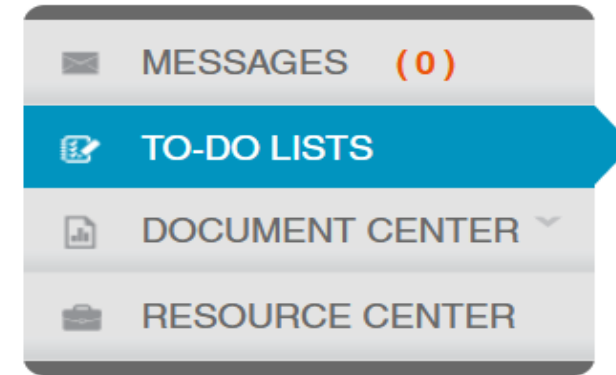 MESSAGES (0)
TO-DO LISTS
DOCUMENT CENTER
RESOURCE CENTER